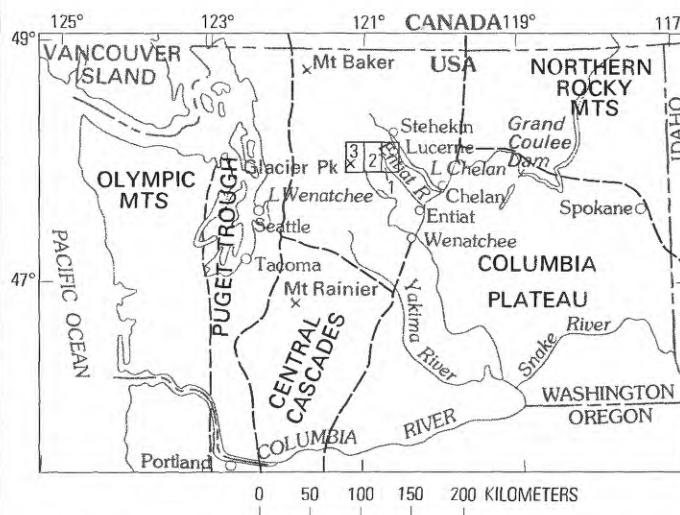 125° 123° 121° 119° 117
49°
CANADA
USA
VANCOUVER
ISLAND
Mt Baker
NORTHERN
ROCKY
MTS
IDAHO
Stehekin
Lucerne
Grand
Coulee
Dam
3
2
1
Entiat R
Glacier Pk
L Chelan
Chelan
OLYMPIC
MTS
PUGET TROUGH
L Wenatchee
Seattle
Entiat
Spokane
Wenatchee
PACIFIC OCEAN
47°
Tacoma
COLUMBIA
PLATEAU
Mt Rainier
CENTRAL
CASCADES
Yakima
River
Snake River
WASHINGTON
OREGON
COLUMBIA RIVER
Portland
0 50 100 150 200 KILOMETERS